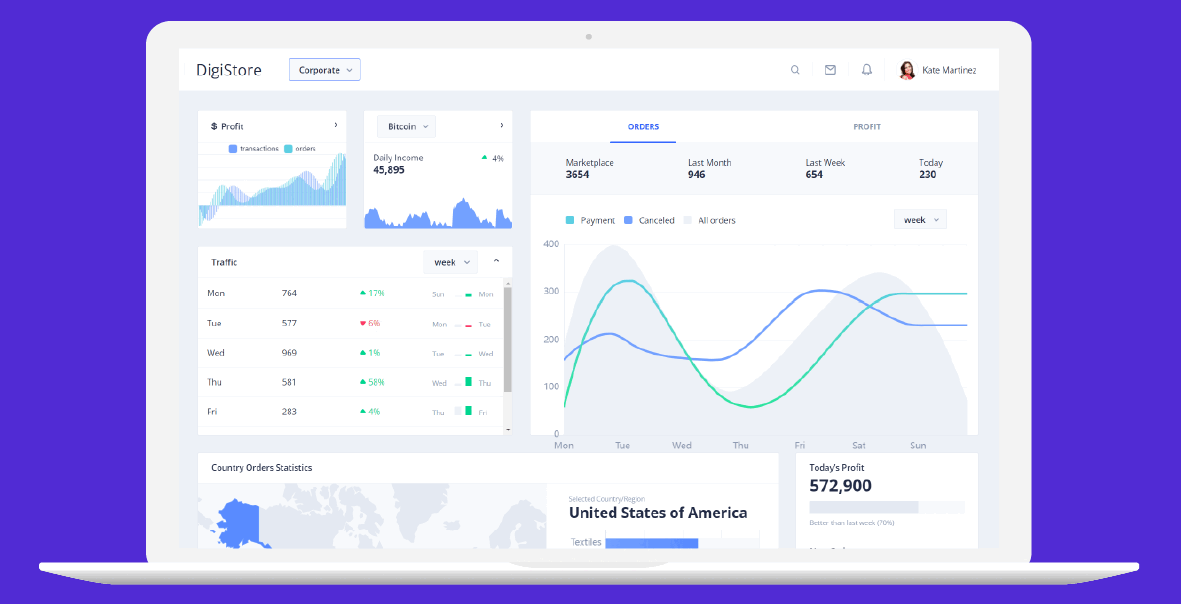 DigiStore
Corporate
Kate Martinez
$ Profit
transactions
orders
Bitcoin
Daily Income
4%
45,895
ORDERS
PROFIT
Marketplace
3654
Last Month
946
Last Week
654
Today
230
Payment
Canceled
All orders
week
400
300
200
100
0
Mon
Tue
Wed
Thu
Fri
Sat
Sun
Traffic
week
Mon 764 17% Sun Mon
Tue 577 6% Mon Tue
Wed 969 1% Tue Wed
Thu 581 58% Wed Thu
Fri 283 4% Thu Fri
Country Orders Statistics
Selected Country/Region
United States of America
Textiles
Today's Profit
572,900
Better than last week (70%)